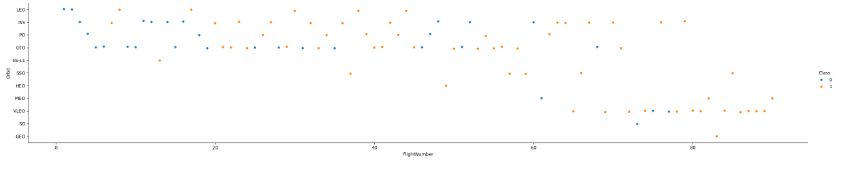 LEO
ISS
PO
GTO
ES-L1
SSO
HEO
MEO
VLEO
SO
GEO
Orbit
0
20
40
60
80
FlightNumber
Class
0
1